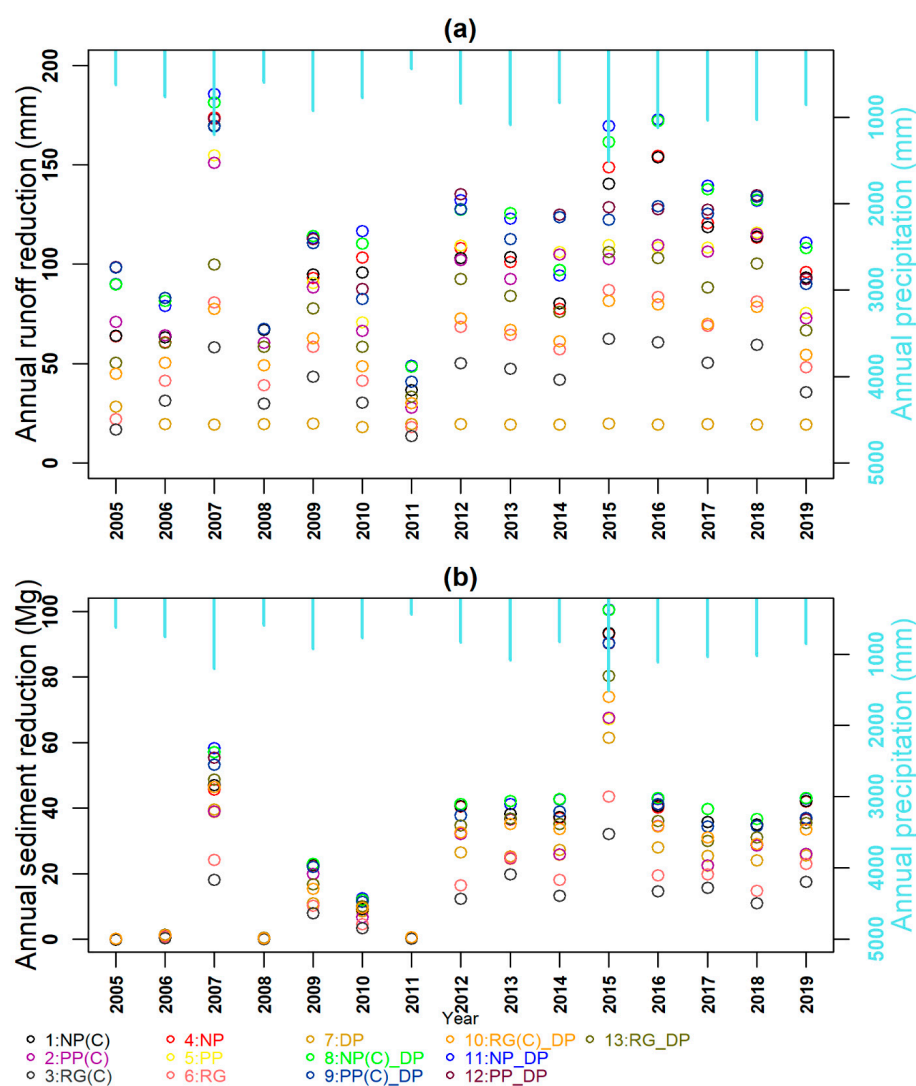 (a)
Annual runoff reduction (mm)
200
150
100
50
0
1000
2000
3000
4000
5000
Annual precipitation (mm)
2005 2006 2007 2008 2009 2010 2011 2012 2013 2014 2015 2016 2017 2018 2019
(b)
Annual sediment reduction (Mg)
100
80
60
40
20
0
1000
2000
3000
4000
5000
Annual precipitation (mm)
2005 2006 2007 2008 2009 2010 2011 2012 2013 2014 2015 2016 2017 2018 2019
Year
1:NP(C) 4:NP 7:DP 10:RG(C)_DP 13:RG_DP
2:PP(C) 5:PP 8:NP(C)_DP 11:NP_DP
3:RG(C) 6:RG 9:PP(C)_DP 12:PP_DP